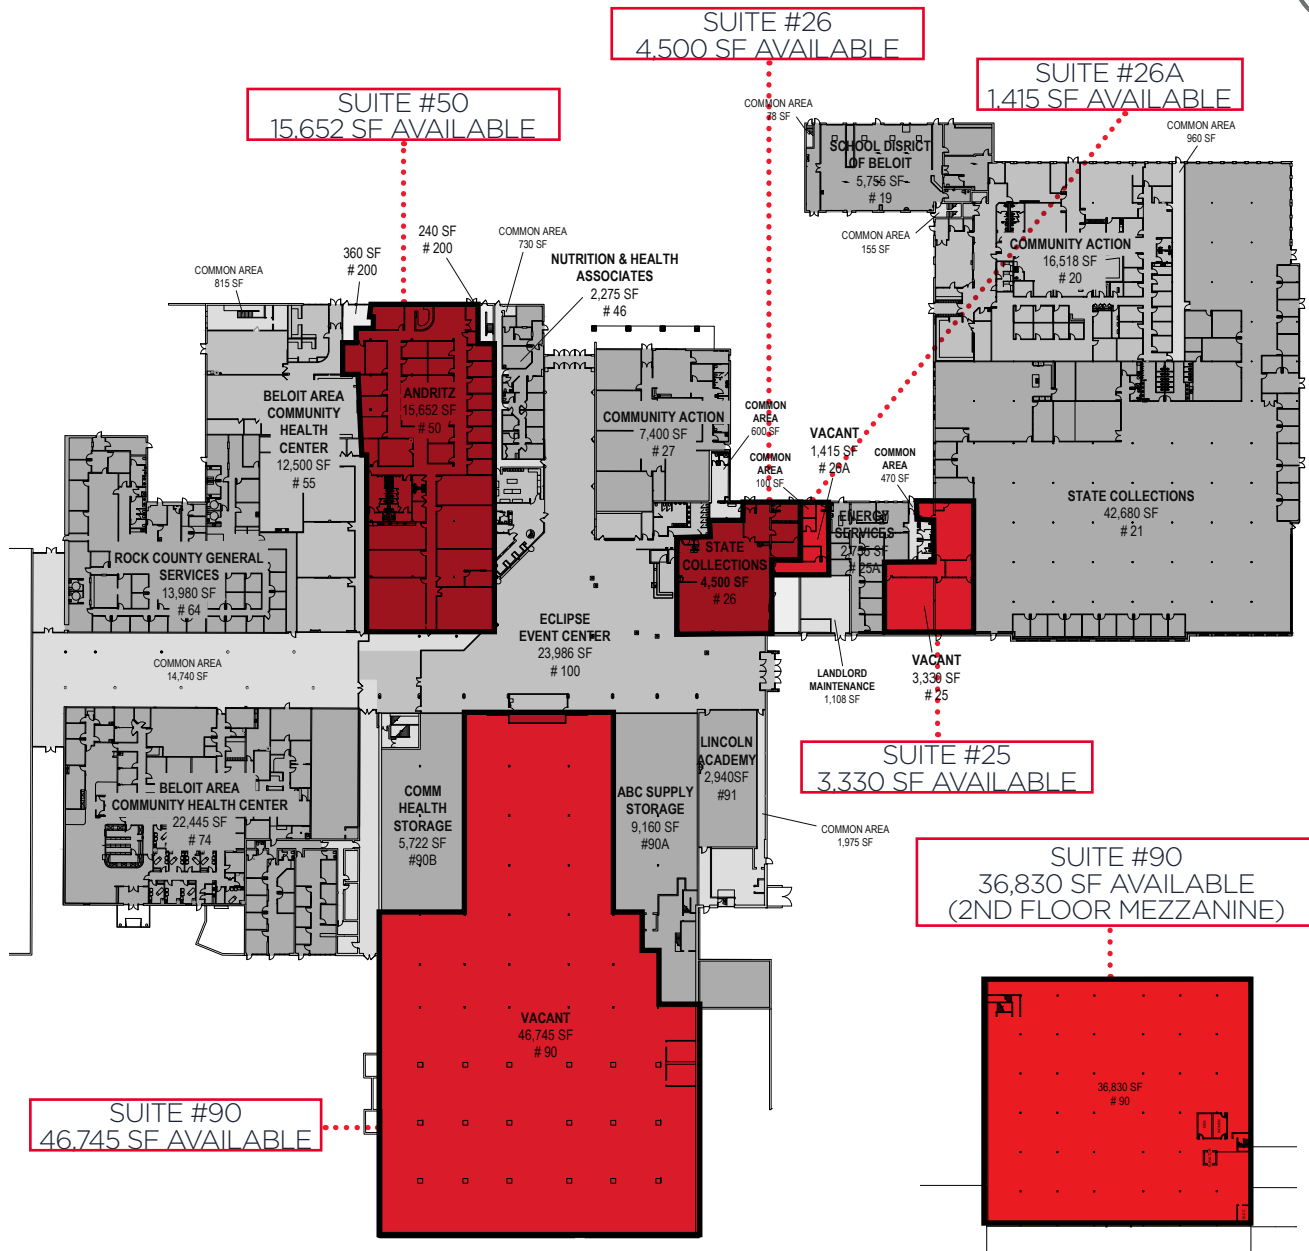 SUITE #26
4,500 SF AVAILABLE
SUITE #26A
1,415 SF AVAILABLE
SUITE #50
15,652 SF AVAILABLE
COMMON AREA
78 SF
COMMON AREA
960 SF
SCHOOL DISRICT
OF BELOIT
5,755 SF
# 19
COMMON AREA
155 SF
COMMUNITY ACTION
16,518 SF
# 20
240 SF
# 200
360 SF
# 200
COMMON AREA
730 SF
NUTRITION & HEALTH
ASSOCIATES
2,275 SF
# 46
COMMON AREA
815 SF
BELOIT AREA
COMMUNITY
HEALTH
CENTER
12,500 SF
# 55
ANDRITZ
15,652 SF
# 50
COMMUNITY ACTION
7,400 SF
# 27
COMMON
AREA
600 SF
COMMON
AREA
100 SF
VACANT
1,415 SF
# 26A
COMMON
AREA
470 SF
STATE COLLECTIONS
42,680 SF
# 21
ENERGY
SERVICES
2,735 SF
# 25A
STATE
COLLECTIONS
4,500 SF
# 26
ROCK COUNTY GENERAL
SERVICES
13,980 SF
# 64
ECLIPSE
EVENT CENTER
23,986 SF
# 100
COMMON AREA
14,740 SF
LANDLORD
MAINTENANCE
1,108 SF
VACANT
3,330 SF
# 25
SUITE #25
3,330 SF AVAILABLE
LINCOLN
ACADEMY
2,940SF
#91
BELOIT AREA
COMMUNITY HEALTH CENTER
22,445 SF
# 74
COMM
HEALTH
STORAGE
5,722 SF
#90B
ABC SUPPLY
STORAGE
9,160 SF
#90A
COMMON AREA
1,975 SF
SUITE #90
36,830 SF AVAILABLE
(2ND FLOOR MEZZANINE)
VACANT
46,745 SF
# 90
36,830 SF
# 90
SUITE #90
46,745 SF AVAILABLE